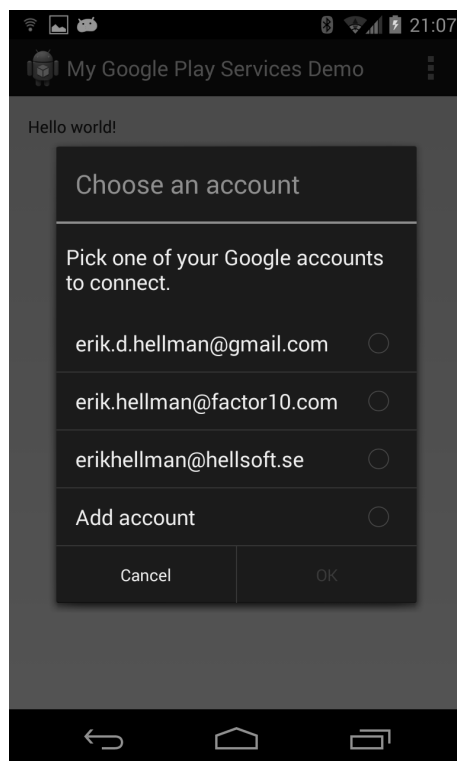 21:07
My Google Play Services Demo
Hello world!
Choose an account
Pick one of your Google accounts
to connect.
erik.d.hellman@gmail.com
erik.hellman@factor10.com
erikhellman@hellsoft.se
Add account
Cancel OK